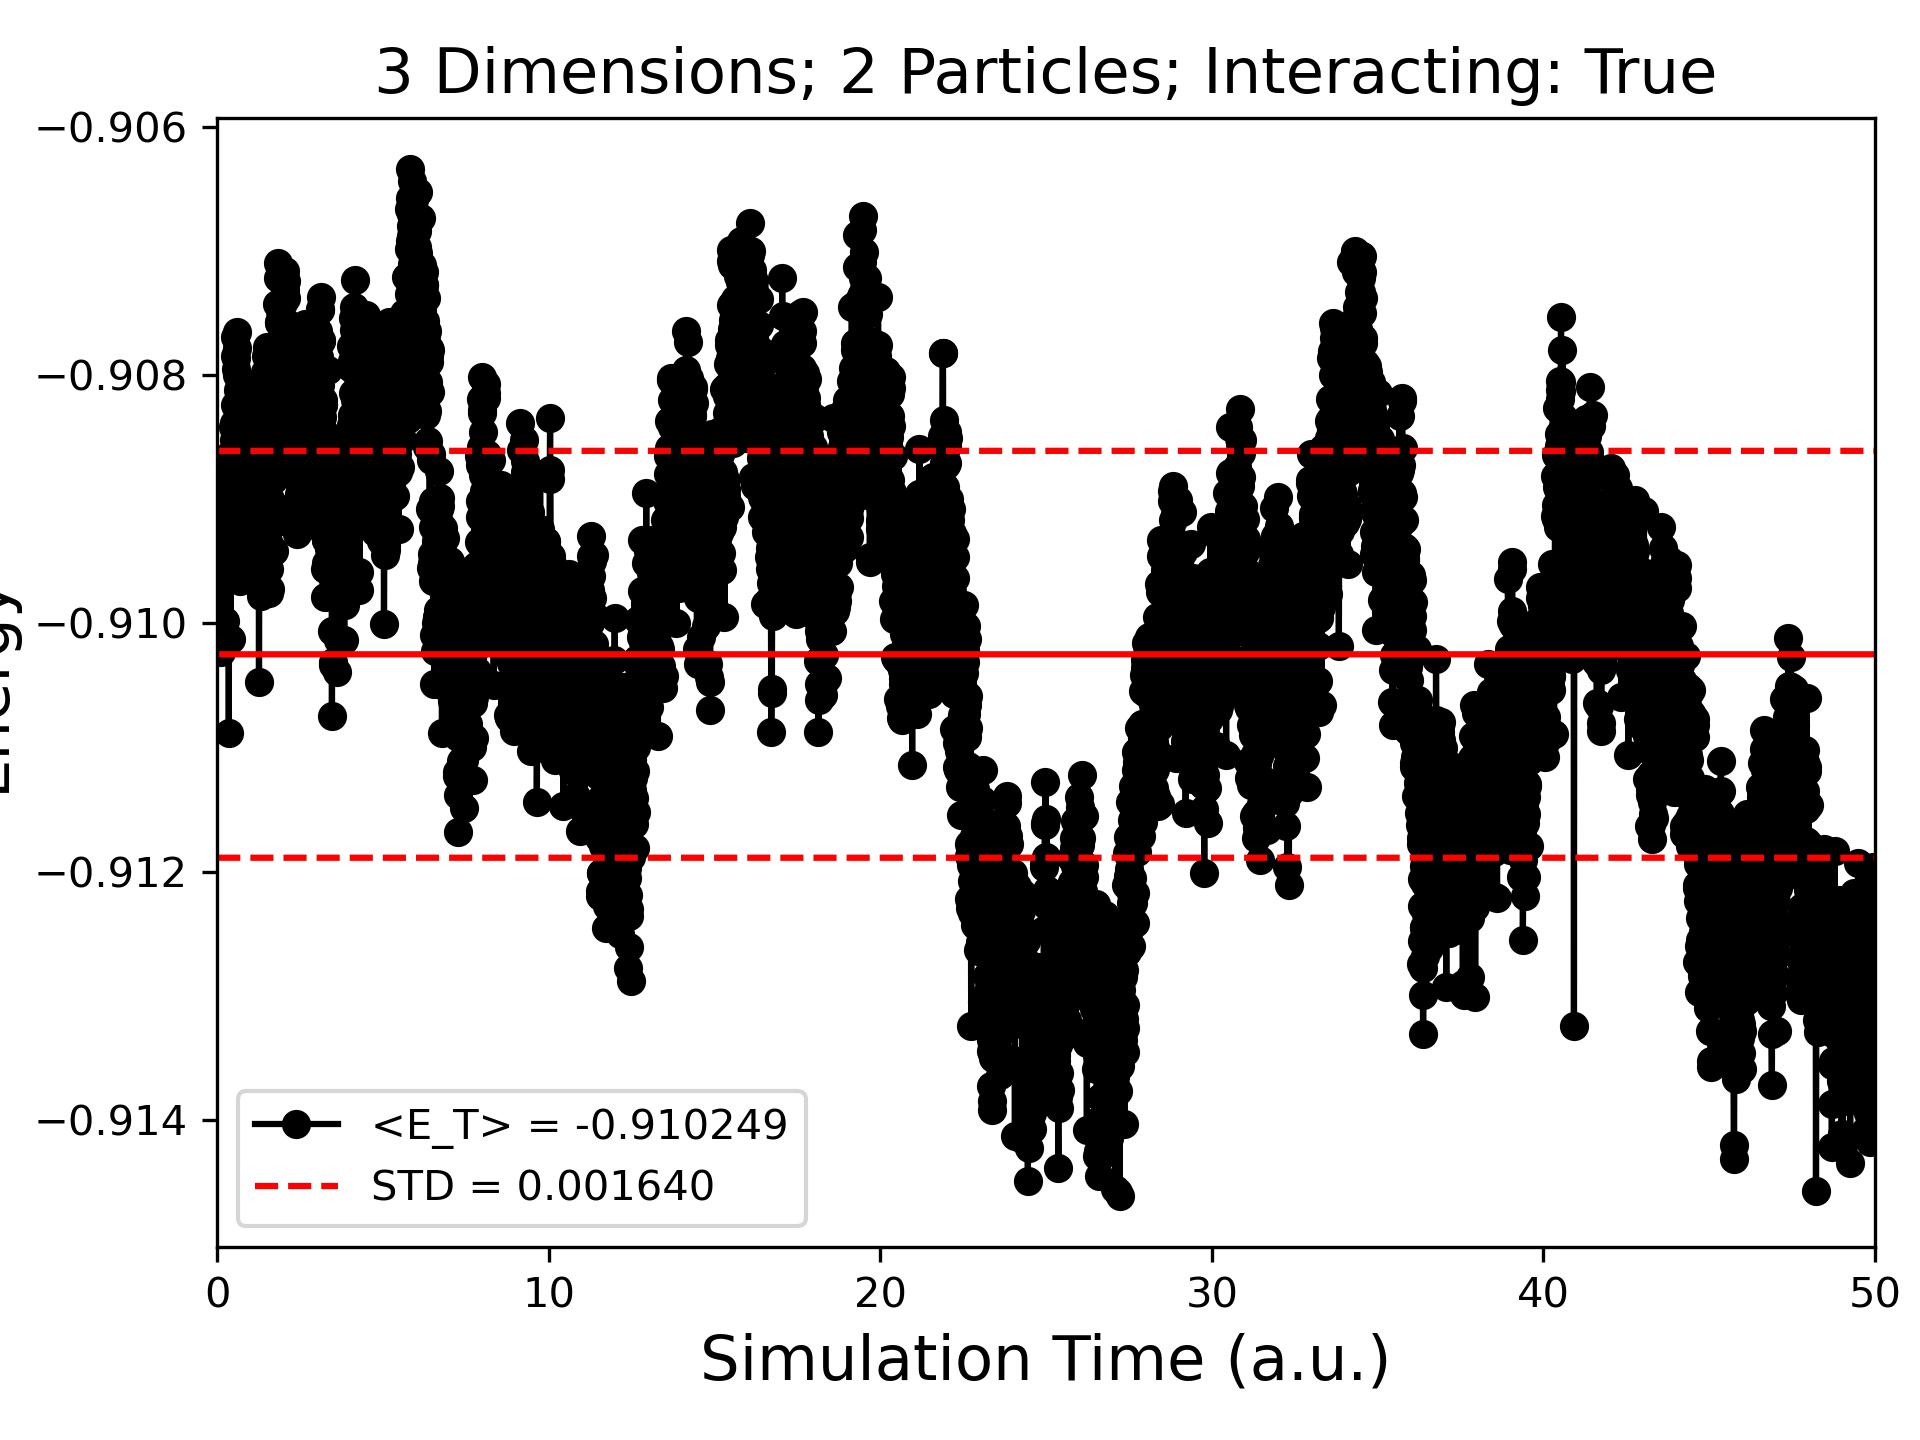 3 Dimensions; 2 Particles; Interacting: True
−0.906
−0.908
−0.910
−0.912
−0.914
Energy
<E_T> = -0.910249
STD = 0.001640
0 10 20 30 40 50
Simulation Time (a.u.)